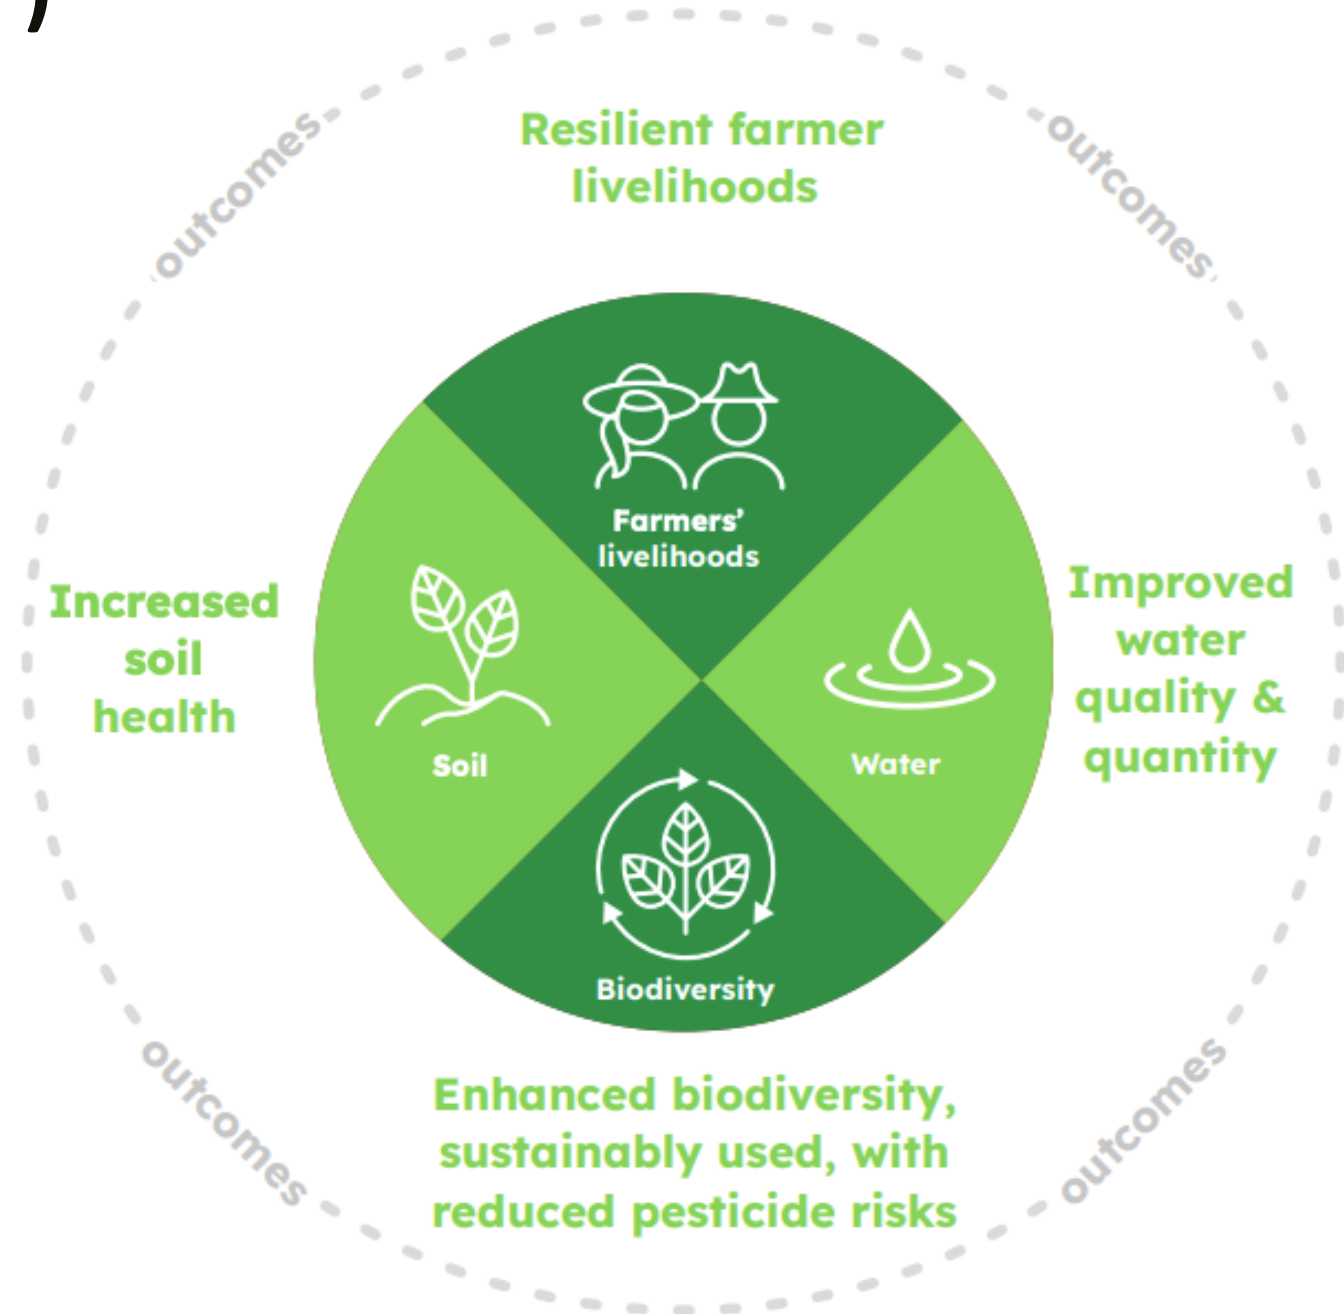 )
outcomes
outcomes
Resilient farmer
livelihoods
Farmers’
livelihoods
Increased
soil
health
Soil
Water
Improved
water
quality &
quantity
Biodiversity
Enhanced biodiversity,
sustainably used, with
reduced pesticide risks
outcomes
outcomes